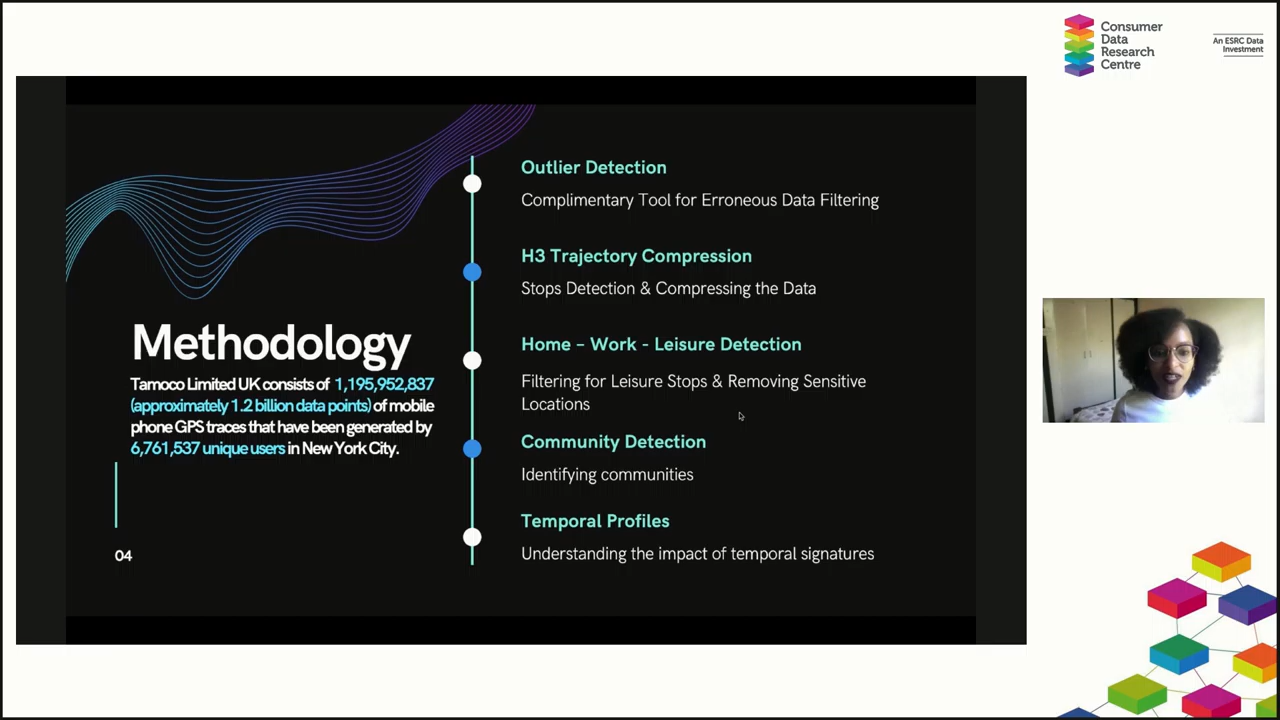 Consumer
Data
Research
Centre
An ESRC Data
Investment
Methodology
Tamoco Limited UK consists of 1,195,952,837
(approximately 1.2 billion data points) of mobile
phone GPS traces that have been generated by
6,761,537 unique users in New York City.
04
Outlier Detection
Complimentary Tool for Erroneous Data Filtering
H3 Trajectory Compression
Stops Detection & Compressing the Data
Home – Work - Leisure Detection
Filtering for Leisure Stops & Removing Sensitive
Locations
Community Detection
Identifying communities
Temporal Profiles
Understanding the impact of temporal signatures